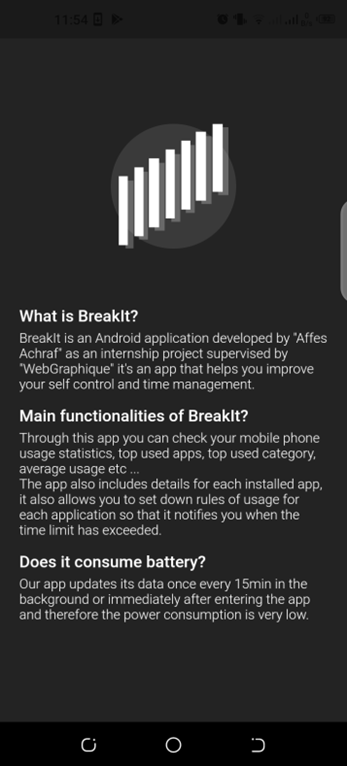 11:54
What is BreakIt?
BreakIt is an Android application developed by "Affes
Achraf" as an internship project supervised by
"WebGraphique" it's an app that helps you improve
your self control and time management.
Main functionalities of BreakIt?
Through this app you can check your mobile phone
usage statistics, top used apps, top used category,
average usage etc ...
The app also includes details for each installed app,
it also allows you to set down rules of usage for
each application so that it notifies you when the
time limit has exceeded.
Does it consume battery?
Our app updates its data once every 15min in the
background or immediately after entering the app
and therefore the power consumption is very low.